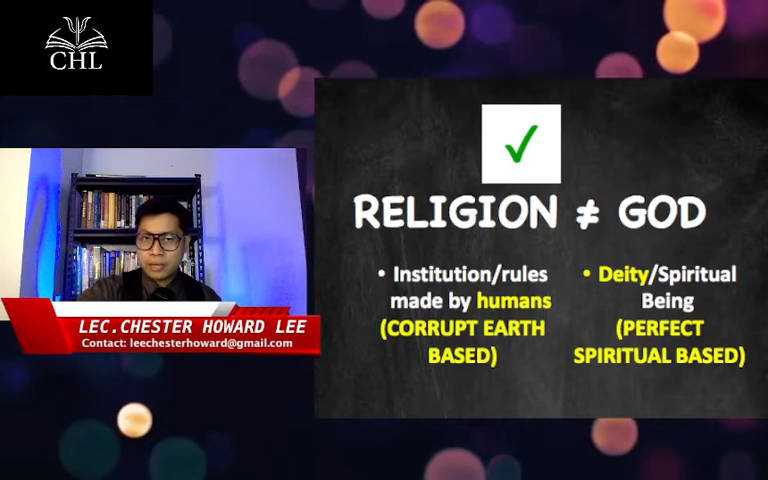 CHL
RELIGION ≠ GOD
• Institution/rules
made by humans
(CORRUPT EARTH
BASED)
• Deity/Spiritual
Being
(PERFECT
SPIRITUAL BASED)
LEC.CHESTER HOWARD LEE
Contact: leechesterhoward@gmail.com